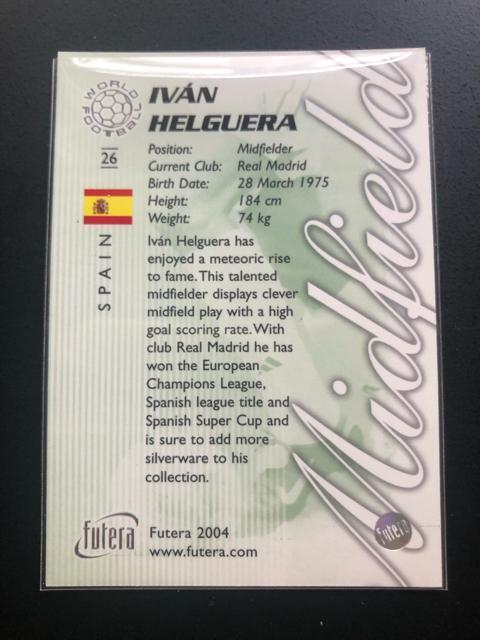 WORLD FOOTBALL
IVÁN
HELGUERA
26
Position: Midfielder
Current Club: Real Madrid
Birth Date: 28 March 1975
Height: 184 cm
Weight: 74 kg
SPAIN
Iván Helguera has
enjoyed a meteoric rise
to fame. This talented
midfielder displays clever
midfield play with a high
goal scoring rate. With
club Real Madrid he has
won the European
Champions League,
Spanish league title and
Spanish Super Cup and
is sure to add more
silverware to his
collection.
Midfield
futera
Futera 2004
www.futera.com
futera